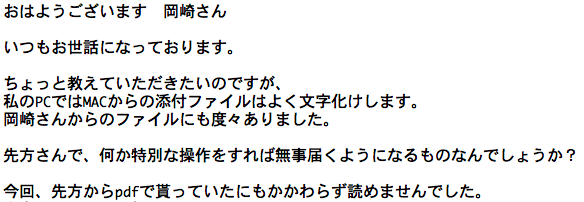 おはようございます　岡崎さん
いつもお世話になっております。
ちょっと教えていただきたいのですが、
私のPCではMACからの添付ファイルはよく文字化けします。
岡崎さんからのファイルにも度々ありました。
先方さんで、何か特別な操作をすれば無事届くようになるものなんでしょうか？
今回、先方からpdfで貰っていたにもかかわらず読めませんでした。